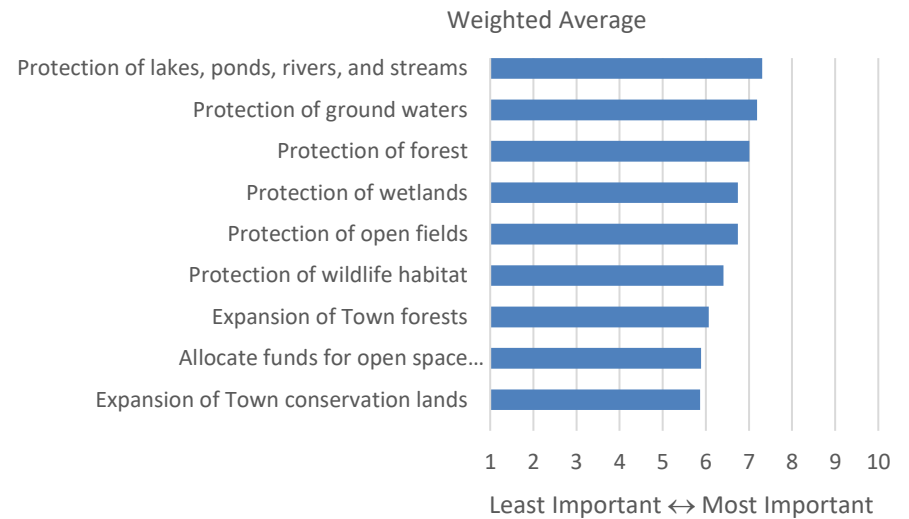 Weighted Average
Protection of lakes, ponds, rivers, and streams
Protection of ground waters
Protection of forest
Protection of wetlands
Protection of open fields
Protection of wildlife habitat
Expansion of Town forests
Allocate funds for open space...
Expansion of Town conservation lands
1 2 3 4 5 6 7 8 9 10
Least Important ↔ Most Important